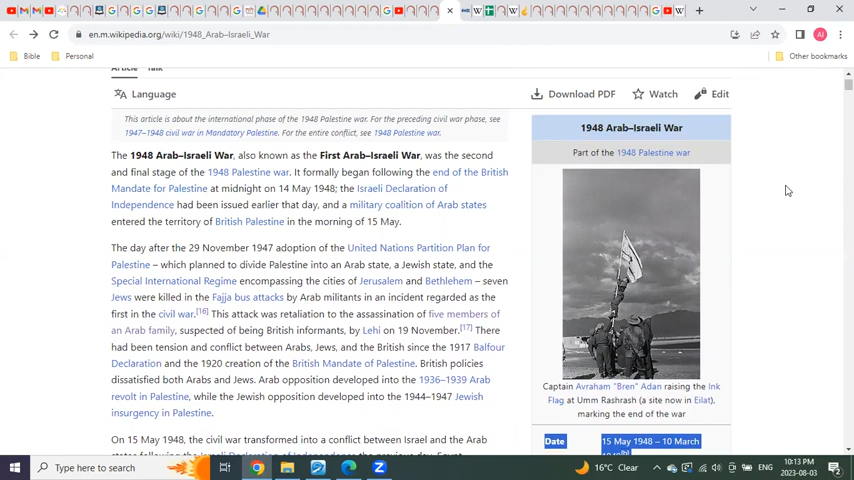 en.m.wikipedia.org/wiki/1948_Arab–Israeli_War
AI
Bible
Personal
Other bookmarks
Article Talk
Language
Download PDF
Watch
Edit
This article is about the international phase of the 1948 Palestine war. For the preceding civil war phase, see
1947–1948 civil war in Mandatory Palestine. For the entire conflict, see 1948 Palestine war.
The 1948 Arab–Israeli War, also known as the First Arab–Israeli War, was the second
and final stage of the 1948 Palestine war. It formally began following the end of the British
Mandate for Palestine at midnight on 14 May 1948; the Israeli Declaration of
Independence had been issued earlier that day, and a military coalition of Arab states
entered the territory of British Palestine in the morning of 15 May.
The day after the 29 November 1947 adoption of the United Nations Partition Plan for
Palestine – which planned to divide Palestine into an Arab state, a Jewish state, and the
Special International Regime encompassing the cities of Jerusalem and Bethlehem – seven
Jews were killed in the Fajja bus attacks by Arab militants in an incident regarded as the
first in the civil war.[16] This attack was retaliation to the assassination of five members of
an Arab family, suspected of being British informants, by Lehi on 19 November.[17] There
had been tension and conflict between Arabs, Jews, and the British since the 1917 Balfour
Declaration and the 1920 creation of the British Mandate of Palestine. British policies
dissatisfied both Arabs and Jews. Arab opposition developed into the 1936–1939 Arab
revolt in Palestine, while the Jewish opposition developed into the 1944–1947 Jewish
insurgency in Palestine.
On 15 May 1948, the civil war transformed into a conflict between Israel and the Arab
states following the Israeli Declaration of Independence the previous day. Egypt,
1948 Arab–Israeli War
Part of the 1948 Palestine war
Captain Avraham "Bren" Adan raising the Ink
Flag at Umm Rashrash (a site now in Eilat),
marking the end of the war
Date 15 May 1948 – 10 March
1949[b]
Type here to search
16°C Clear
ENG
10:13 PM
2023-08-03
2